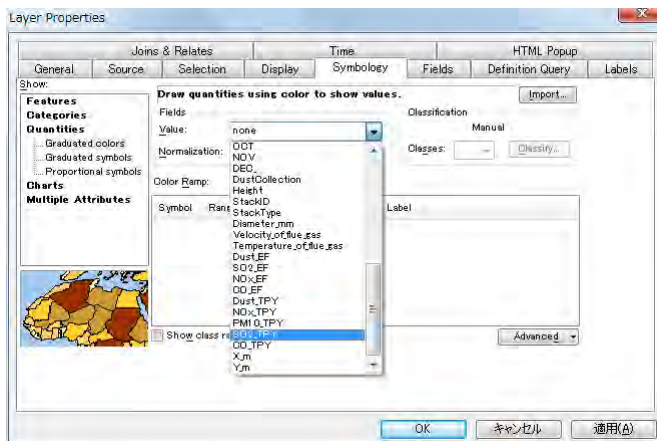 Layer Properties
Joins & Relates Time HTML Popup
General Source Selection Display Symbology Fields Definition Query Labels
Show:
Features
Categories
Quantities
Graduated colors
Graduated symbols
Proportional symbols
Charts
Multiple Attributes
Draw quantities using color to show values.
Import...
Fields
Value: none
Normalization:
Color Ramp:
Classification
Manual
Classes:
Classify...
Symbol Rang Label
OCT
NOV
DEC_
DustCollection
Height
StackID
StackType
Diameter_mm
Velocity_of_flue_gas
Temperature_of_flue_gas
Dust_EF
SO2_EF
NOx_EF
CO_EF
Dust_TPY
NOx_TPY
PM10_TPY
SO2_TPY
CO_TPY
X_m
Y_m
Show class ra
Advanced
OK キャンセル 適用(A)